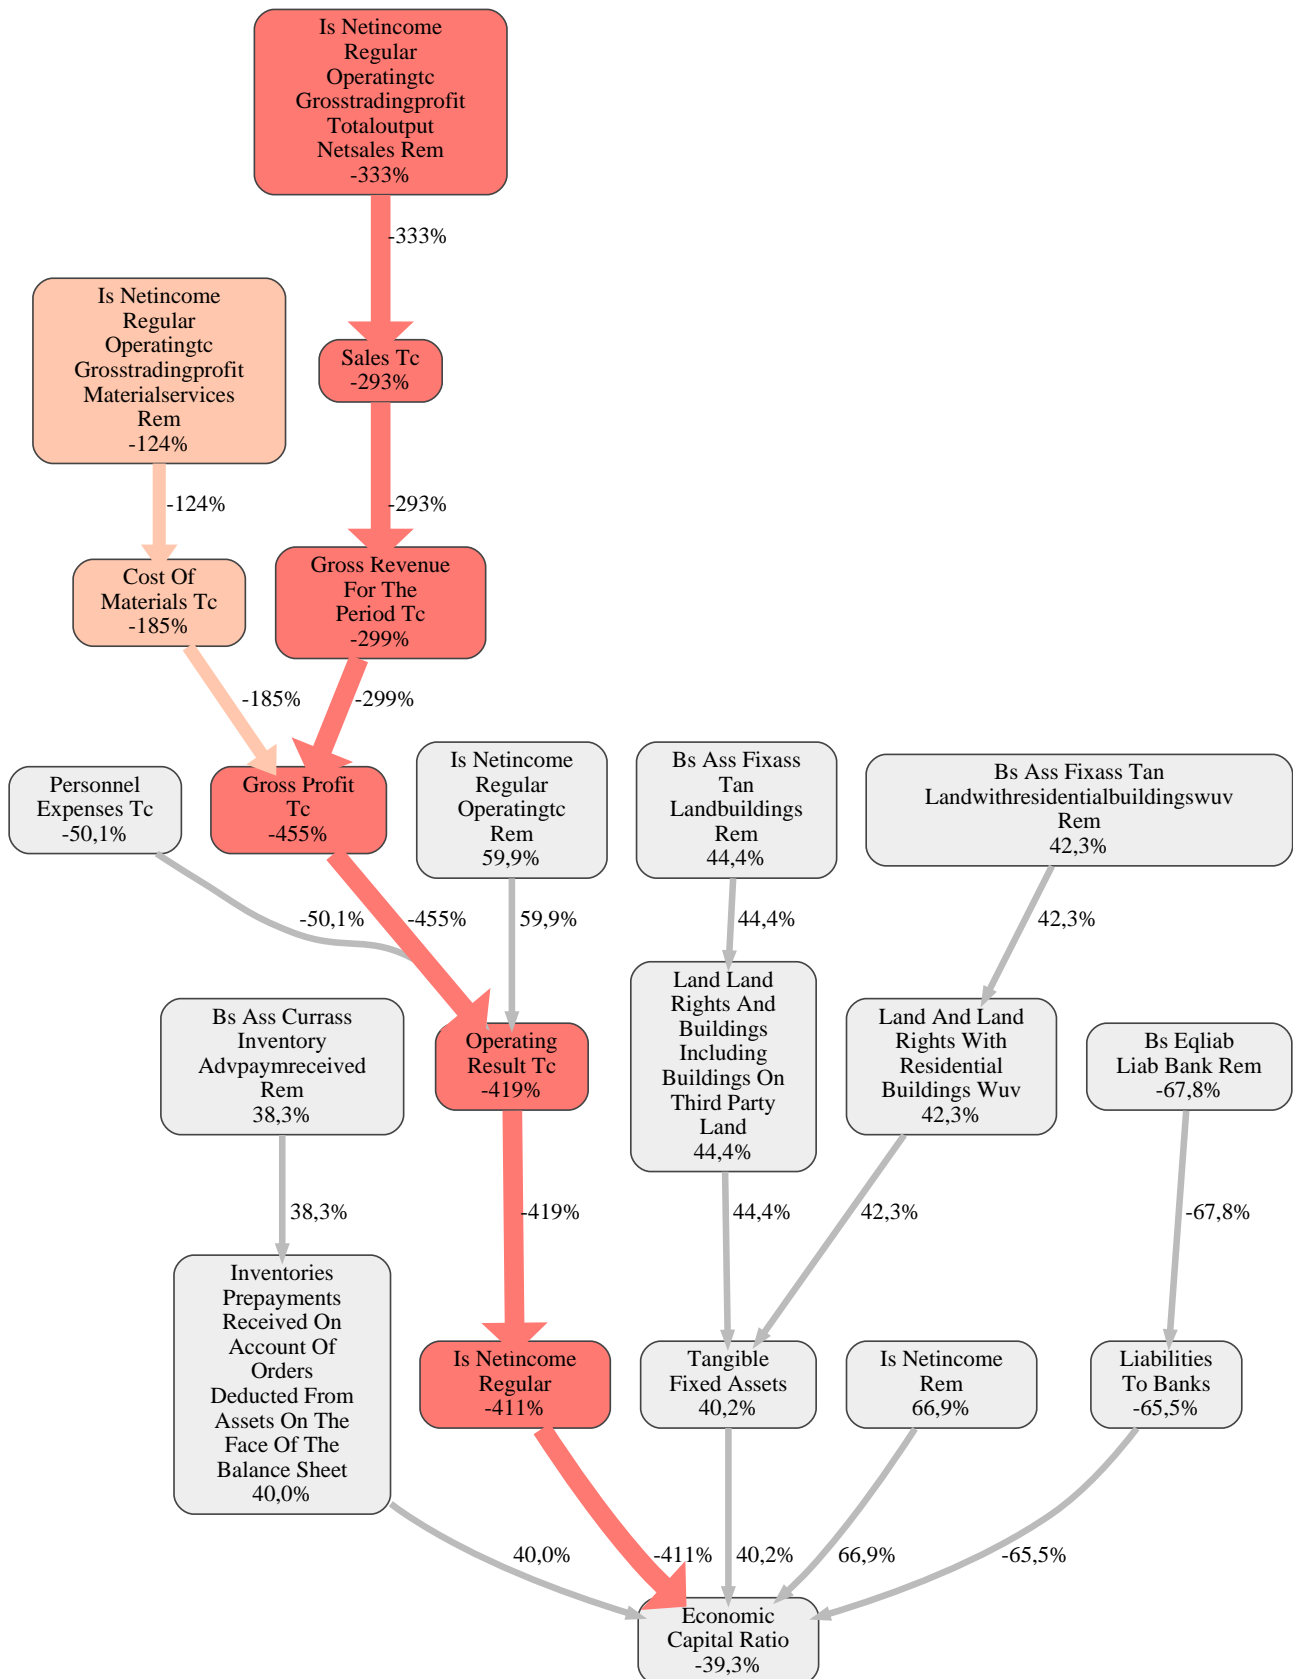 Is Netincome
Regular
Operatingtc
Grosstradingprofit
Totaloutput
Netsales Rem
-333%
-333%
Is Netincome
Regular
Operatingtc
Grosstradingprofit
Materialservices
Rem
-124%
Sales Tc
-293%
-124%
-293%
Cost Of
Materials Tc
-185%
Gross Revenue
For The
Period Tc
-299%
-185%
-299%
Personnel
Expenses Tc
-50,1%
Gross Profit
Tc
-455%
Is Netincome
Regular
Operatingtc
Rem
59,9%
Bs Ass Fixass
Tan
Landbuildings
Rem
44,4%
Bs Ass Fixass Tan
Landwithresidentialbuildingswuv
Rem
42,3%
-50,1%
-455%
59,9%
44,4%
42,3%
Bs Ass Currass
Inventory
Advpaymreceived
Rem
38,3%
Operating
Result Tc
-419%
Land Land
Rights And
Buildings
Including
Buildings On
Third Party
Land
44,4%
Land And Land
Rights With
Residential
Buildings Wuv
42,3%
Bs Eqliab
Liab Bank Rem
-67,8%
38,3%
-419%
44,4%
42,3%
-67,8%
Inventories
Prepayments
Received On
Account Of
Orders
Deducted From
Assets On The
Face Of The
Balance Sheet
40,0%
Is Netincome
Regular
-411%
Tangible
Fixed Assets
40,2%
Is Netincome
Rem
66,9%
Liabilities
To Banks
-65,5%
40,0%
-411%
40,2%
66,9%
-65,5%
Economic
Capital Ratio
-39,3%